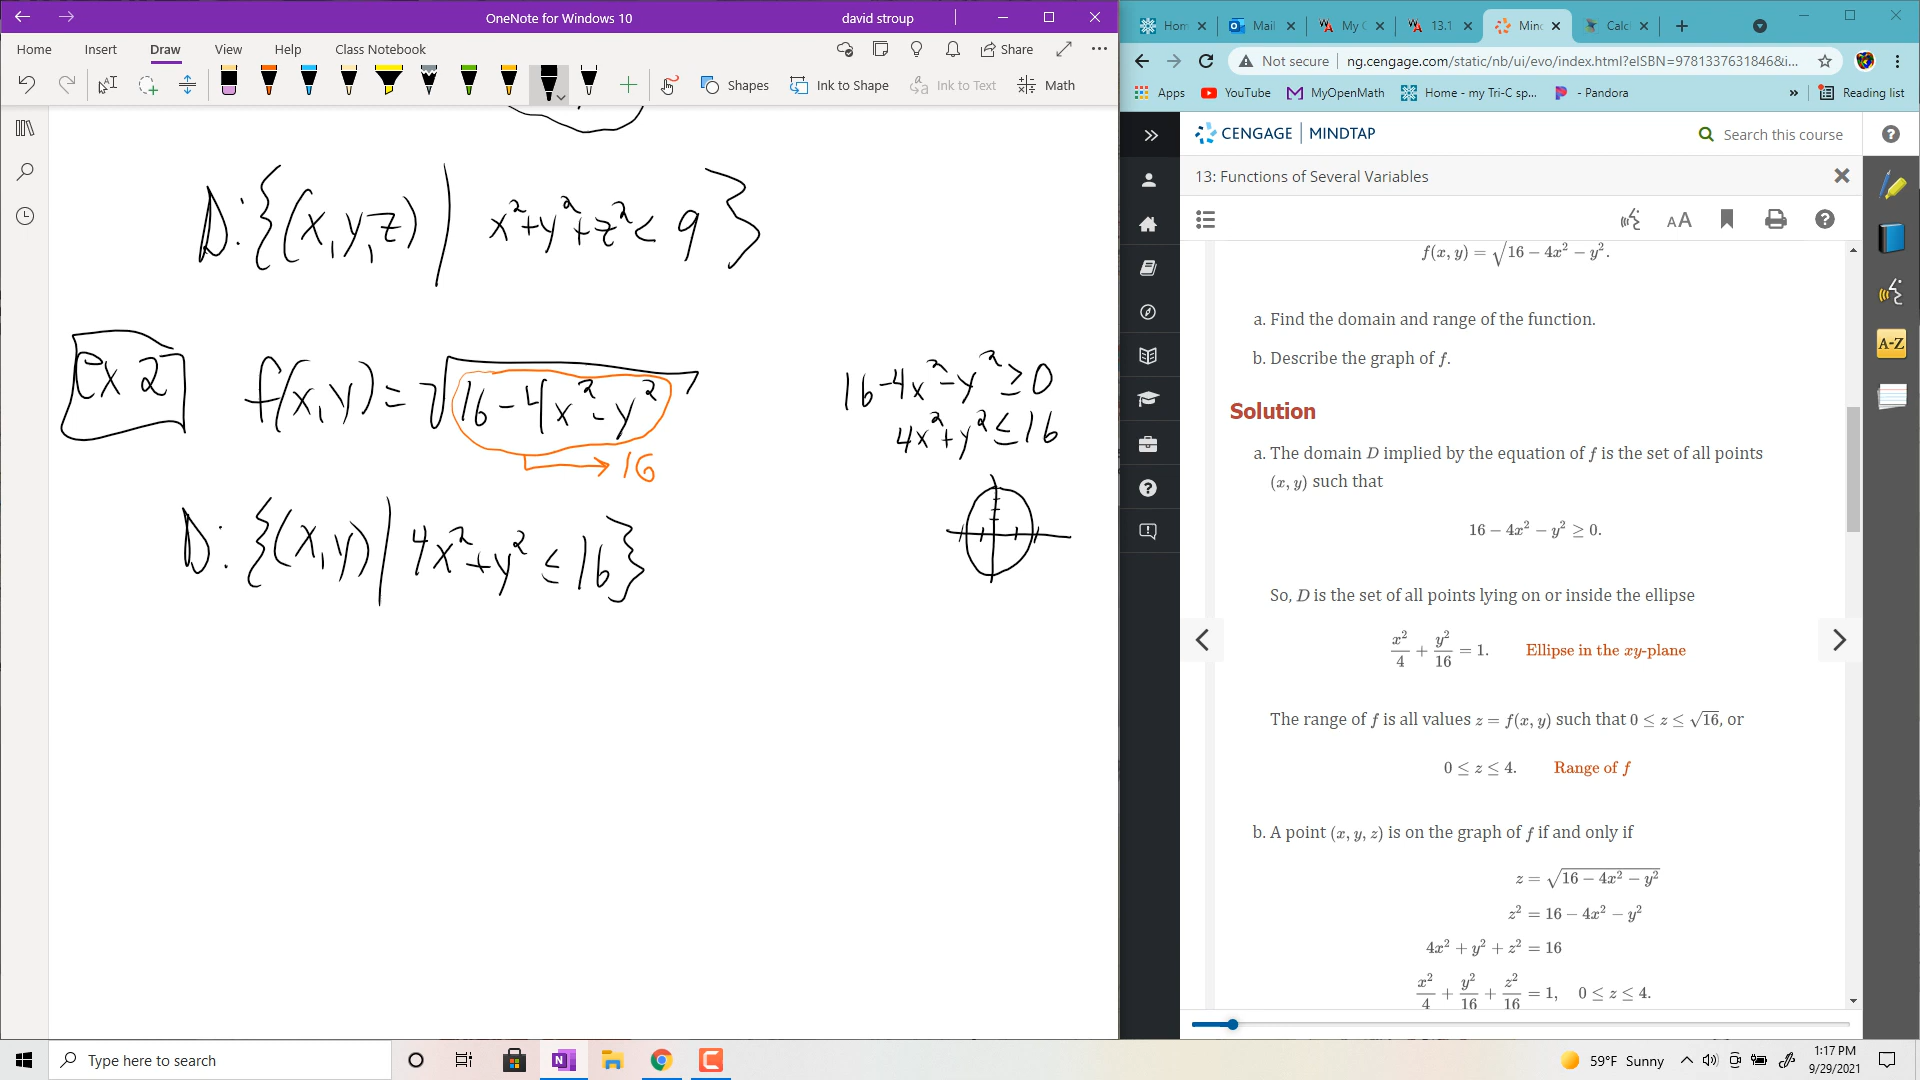 OneNote for Windows 10
david stroup
Home Insert Draw View Help Class Notebook
Share
Shapes Ink to Shape Ink to Text Math
D: {(x,y,z) | x²+y²+z² < 9}
Ex 2
f(x,y) = √16-4x²-y²
→ 16
16-4x²-y² ≥ 0
4x²+y² ≤ 16
D: {(x,y) | 4x²+y² ≤ 16}
Hom Mail My C 13.1 Minc Calc
Not secure | ng.cengage.com/static/nb/ui/evo/index.html?eISBN=9781337631846&i...
Apps YouTube MyOpenMath Home - my Tri-C sp... - Pandora » Reading list
CENGAGE | MINDTAP
Search this course
13: Functions of Several Variables
AA
A-Z
f(x, y) = √16 − 4x² − y².
a. Find the domain and range of the function.
b. Describe the graph of f.
Solution
a. The domain D implied by the equation of f is the set of all points
(x, y) such that
16 − 4x² − y² ≥ 0.
So, D is the set of all points lying on or inside the ellipse
x²/4 + y²/16 = 1. Ellipse in the xy-plane
The range of f is all values z = f(x, y) such that 0 ≤ z ≤ √16, or
0 ≤ z ≤ 4. Range of f
b. A point (x, y, z) is on the graph of f if and only if
z = √16 − 4x² − y²
z² = 16 − 4x² − y²
4x² + y² + z² = 16
x²/4 + y²/16 + z²/16 = 1, 0 ≤ z ≤ 4.
Type here to search
59°F Sunny
1:17 PM
9/29/2021